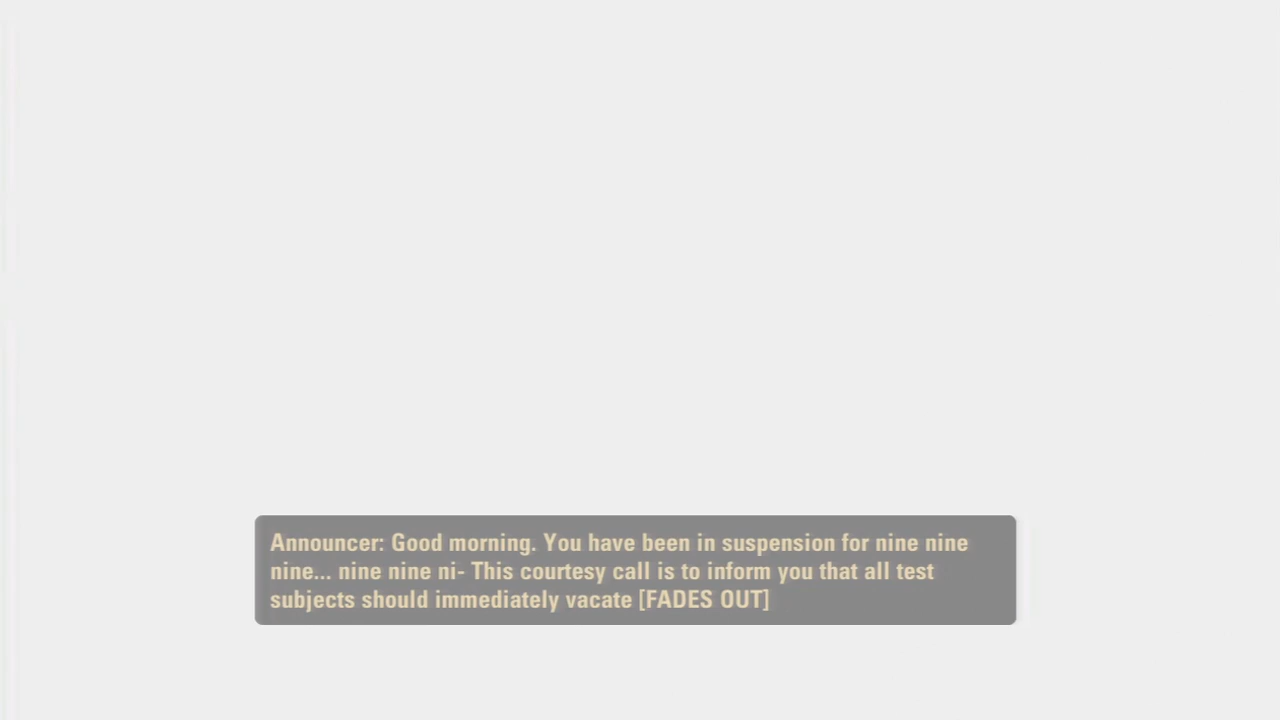 Announcer: Good morning. You have been in suspension for nine nine
nine... nine nine ni- This courtesy call is to inform you that all test
subjects should immediately vacate [FADES OUT]